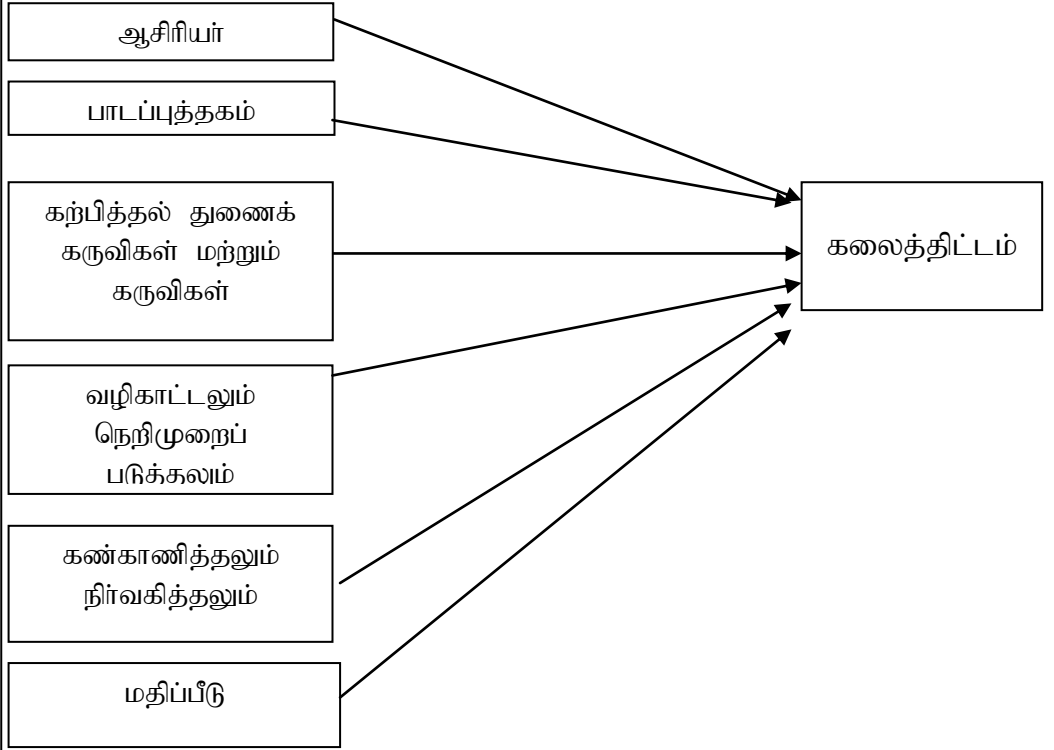 ஆசிரியர்
பாடப்புத்தகம்
கற்பித்தல் துணைக்
கருவிகள் மற்றும்
கருவிகள்
வழிகாட்டலும்
நெறிமுறைப்
படுத்தலும்
கண்காணித்தலும்
நிர்வகித்தலும்
மதிப்பீடு
கலைத்திட்டம்